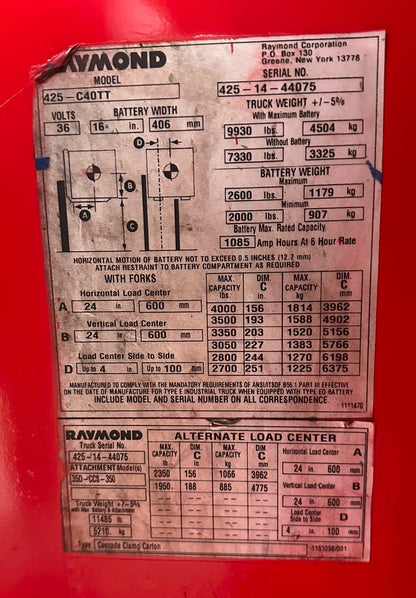 RAYMOND
Raymond Corporation
P.O. Box 130
Greene, New York 13778
MODEL
425-C40TT
SERIAL NO.
425-14-44075
VOLTS
BATTERY WIDTH
36
16 in.
406 mm
TRUCK WEIGHT +/- 5%
With Maximum Battery
9930 lbs.
4504 kg
Without Battery
7330 lbs.
3325 kg
BATTERY WEIGHT
Maximum
2600 lbs.
1179 kg
Minimum
2000 lbs.
907 kg
Battery Max. Rated Capacity
1085 Amp Hours At 6 Hour Rate
D
B
A
C
HORIZONTAL MOTION OF BATTERY NOT TO EXCEED 0.5 INCHES (12.7 mm)
ATTACH RESTRAINT TO BATTERY COMPARTMENT AS REQUIRED
WITH FORKS
Horizontal Load Center
A 24 in. 600 mm
Vertical Load Center
B 24 in. 600 mm
Load Center Side to Side
D Up to 4 in. Up to 100 mm
MAX. CAPACITY lbs. DIM. C in. MAX. CAPACITY kg DIM. C mm
4000 156 1814 3962
3500 193 1588 4902
3350 203 1520 5156
3050 227 1383 5766
2800 244 1270 6198
2700 251 1225 6375
MANUFACTURED TO COMPLY WITH THE MANDATORY REQUIREMENTS OF ANSI/ITSDF B56.1 PART III EFFECTIVE
ON THE DATE OF MANUFACTURE FOR TYPE E INDUSTRIAL TRUCK WHEN EQUIPPED WITH TYPE EO BATTERY
INCLUDE MODEL AND SERIAL NUMBER ON ALL CORRESPONDENCE.
RAYMOND
ALTERNATE LOAD CENTER
Truck Serial No.
425-14-44075
ATTACHMENT Model(s)
35D-CCS-350
Truck Weight +/- 5%
With Max Battery & Attachment
11485 lb.
5210 kg.
Type Cascade Clamp Carton
MAX. CAPACITY lb DIM. C in MAX. CAPACITY kg DIM. C mm
2350 156 1066 3962
1950 188 885 4775
Horizontal Load Center A
24 in. 600 mm
Vertical Load Center B
24 in. 600 mm
Load Center Side to Side D
4 in. 100 mm